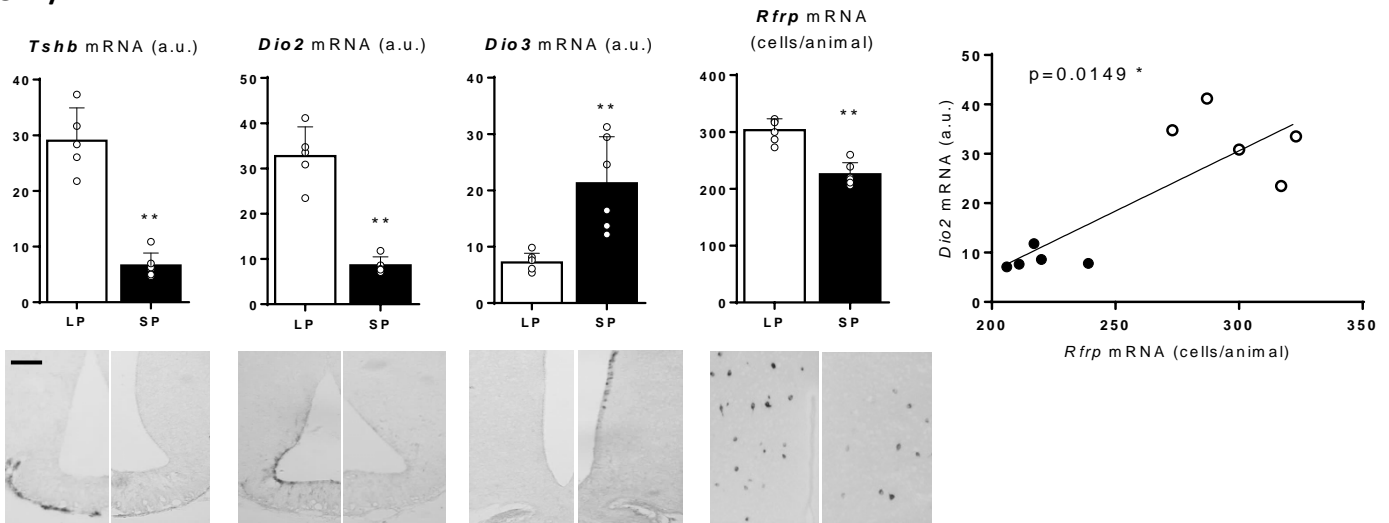 Tshb mRNA (a.u.)
40
30
20
10
0
**
LP
SP
Dio2 mRNA (a.u.)
50
40
30
20
10
0
**
LP
SP
Dio3 mRNA (a.u.)
40
30
20
10
0
**
LP
SP
Rfrp mRNA
(cells/animal)
400
300
200
100
0
**
LP
SP
Dio2 mRNA (a.u.)
50
40
30
20
10
0
p=0.0149 *
200
250
300
350
Rfrp mRNA (cells/animal)